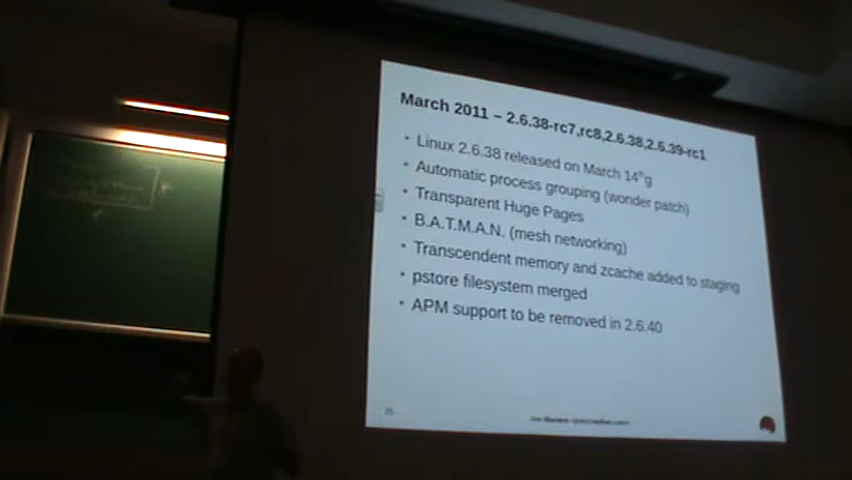 March 2011 – 2.6.38-rc7,rc8,2.6.38,2.6.39-rc1
• Linux 2.6.38 released on March 14thg
• Automatic process grouping (wonder patch)
• Transparent Huge Pages
• B.A.T.M.A.N. (mesh networking)
• Transcendent memory and zcache added to staging
• pstore filesystem merged
• APM support to be removed in 2.6.40